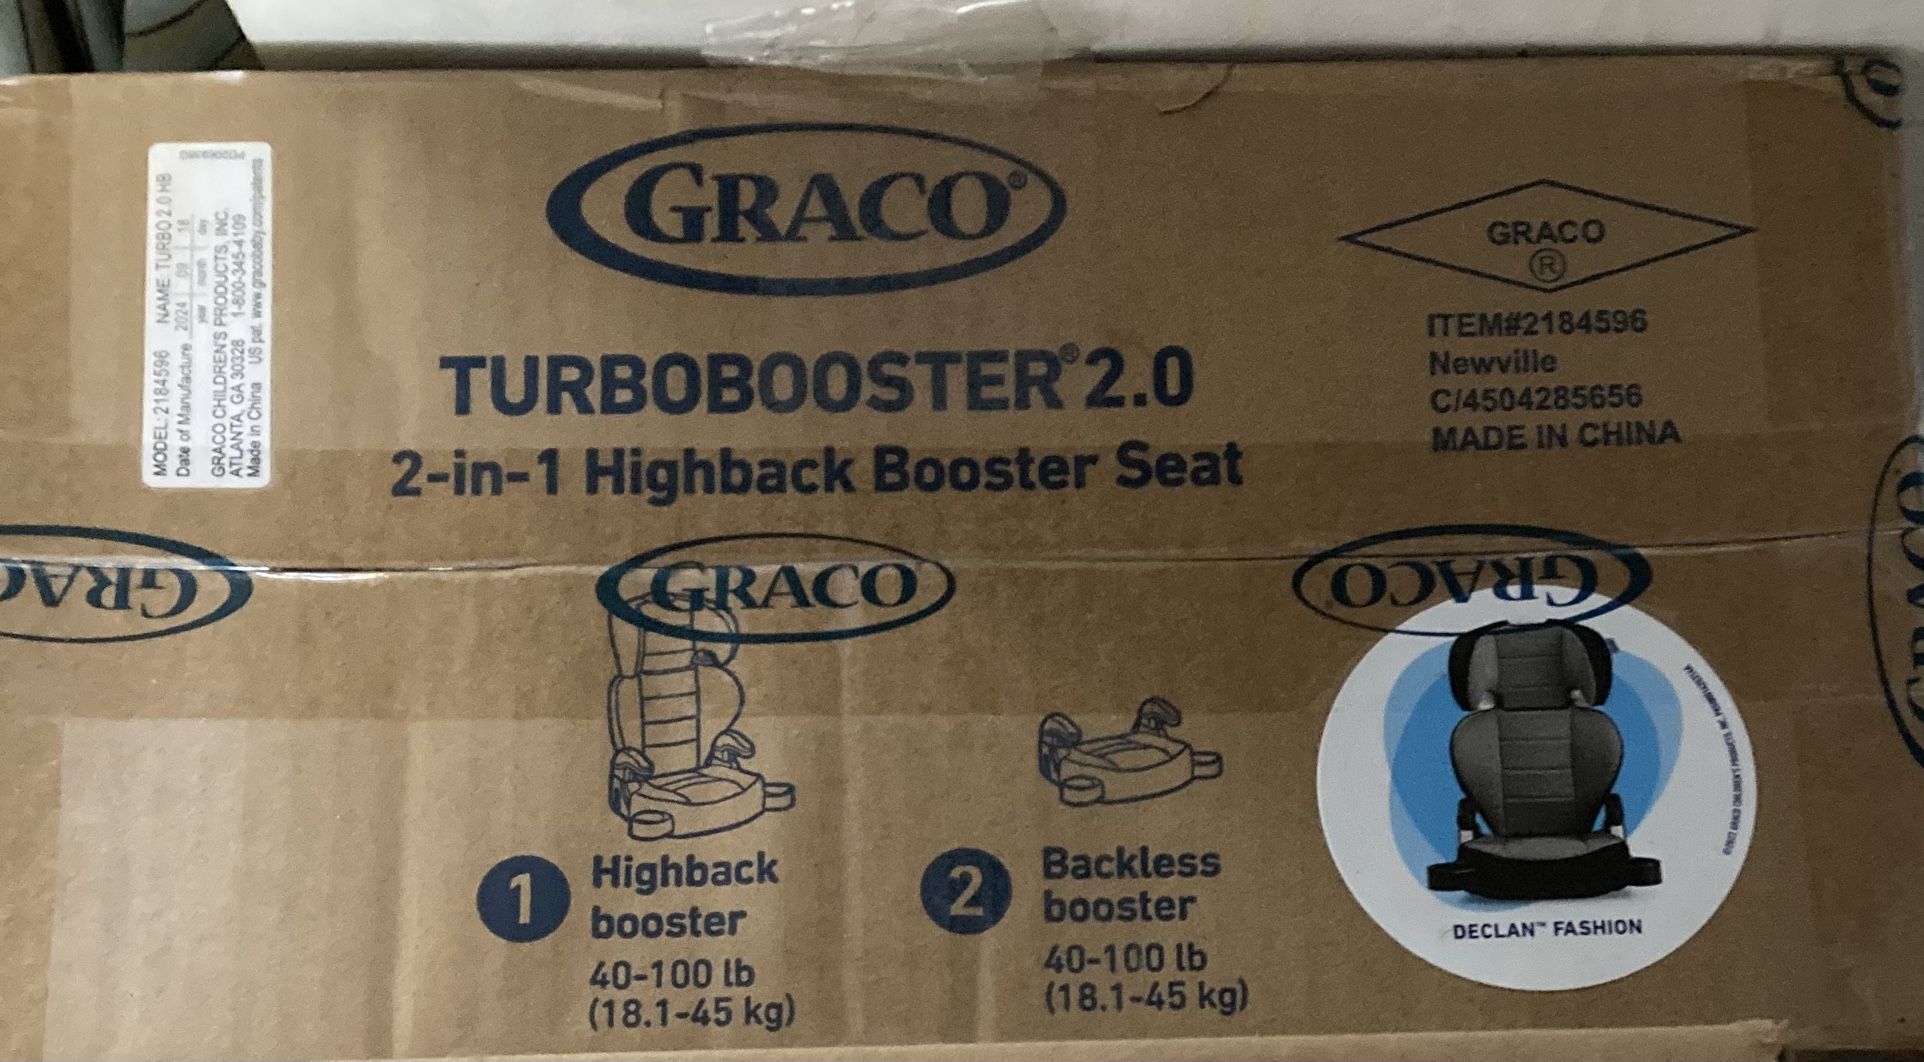 MODEL: 2184596 NAME: TURBO 2.0 HB
Date of Manufacture 2024 09 18
year month day
GRACO CHILDREN'S PRODUCTS, INC.
ATLANTA, GA 30328 1-800-345-4109
Made in China US pat. www.gracobaby.com/patents
GRACO®
TURBOBOOSTER® 2.0
2-in-1 Highback Booster Seat
GRACO
®
ITEM#2184596
Newville
C/4504285656
MADE IN CHINA
GRAC
GRACO
GRACO
GRACO
1
Highback
booster
40-100 lb
(18.1-45 kg)
2
Backless
booster
40-100 lb
(18.1-45 kg)
DECLAN™ FASHION